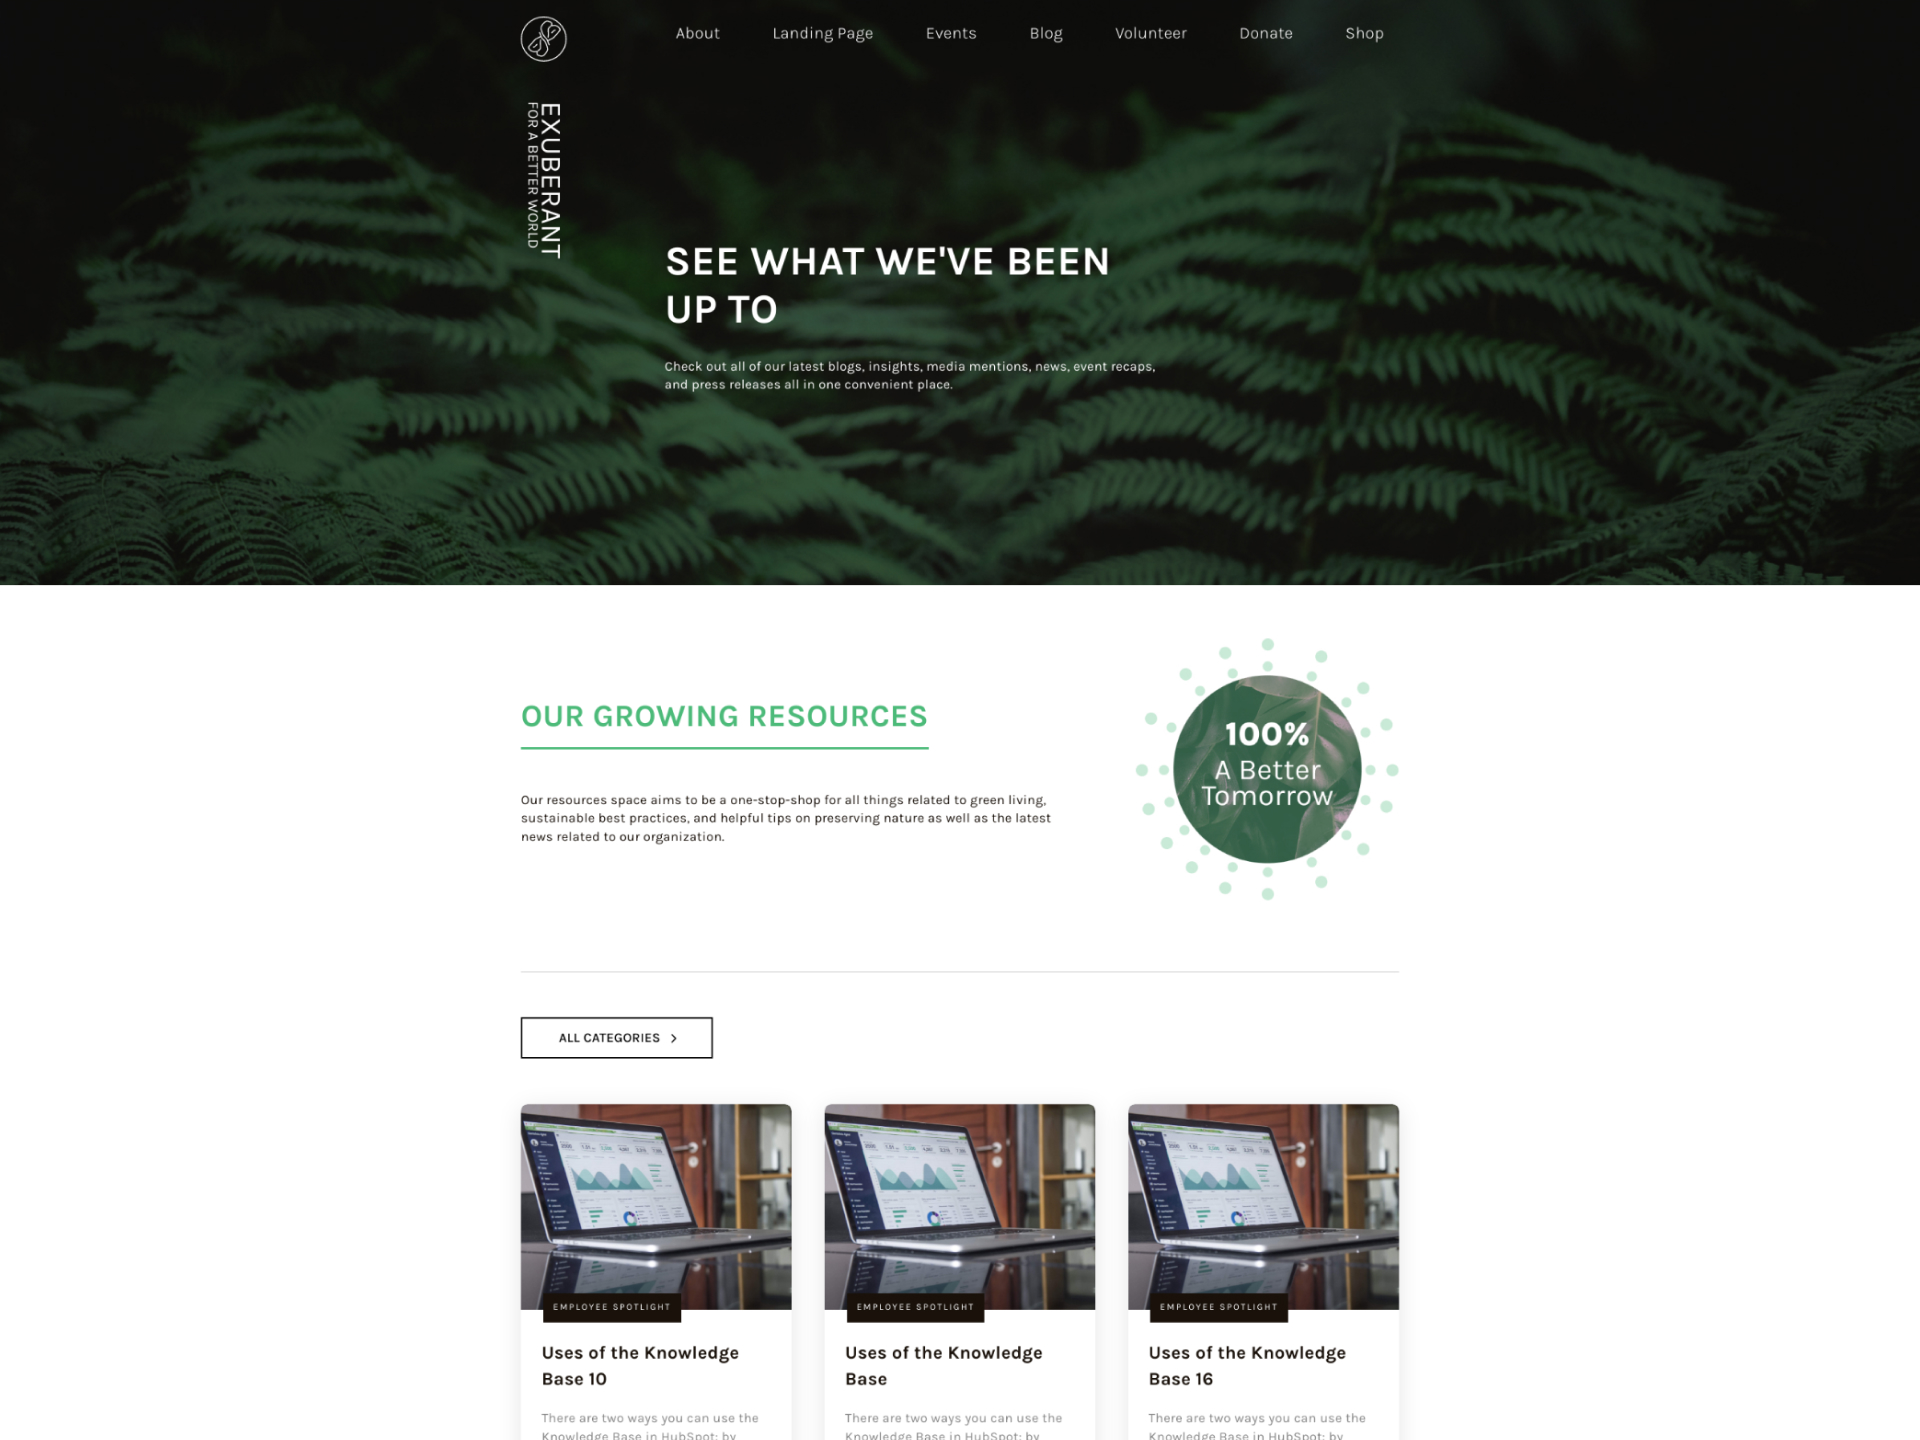 About
Landing Page
Events
Blog
Volunteer
Donate
Shop
EXUBERANT
FOR A BETTER WORLD
SEE WHAT WE'VE BEEN
UP TO
Check out all of our latest blogs, insights, media mentions, news, event recaps,
and press releases all in one convenient place.
OUR GROWING RESOURCES
Our resources space aims to be a one-stop-shop for all things related to green living,
sustainable best practices, and helpful tips on preserving nature as well as the latest
news related to our organization.
100%
A Better
Tomorrow
ALL CATEGORIES
EMPLOYEE SPOTLIGHT
Uses of the Knowledge
Base 10
There are two ways you can use the
Knowledge Base in HubSpot: by
EMPLOYEE SPOTLIGHT
Uses of the Knowledge
Base
There are two ways you can use the
Knowledge Base in HubSpot: by
EMPLOYEE SPOTLIGHT
Uses of the Knowledge
Base 16
There are two ways you can use the
Knowledge Base in HubSpot: by